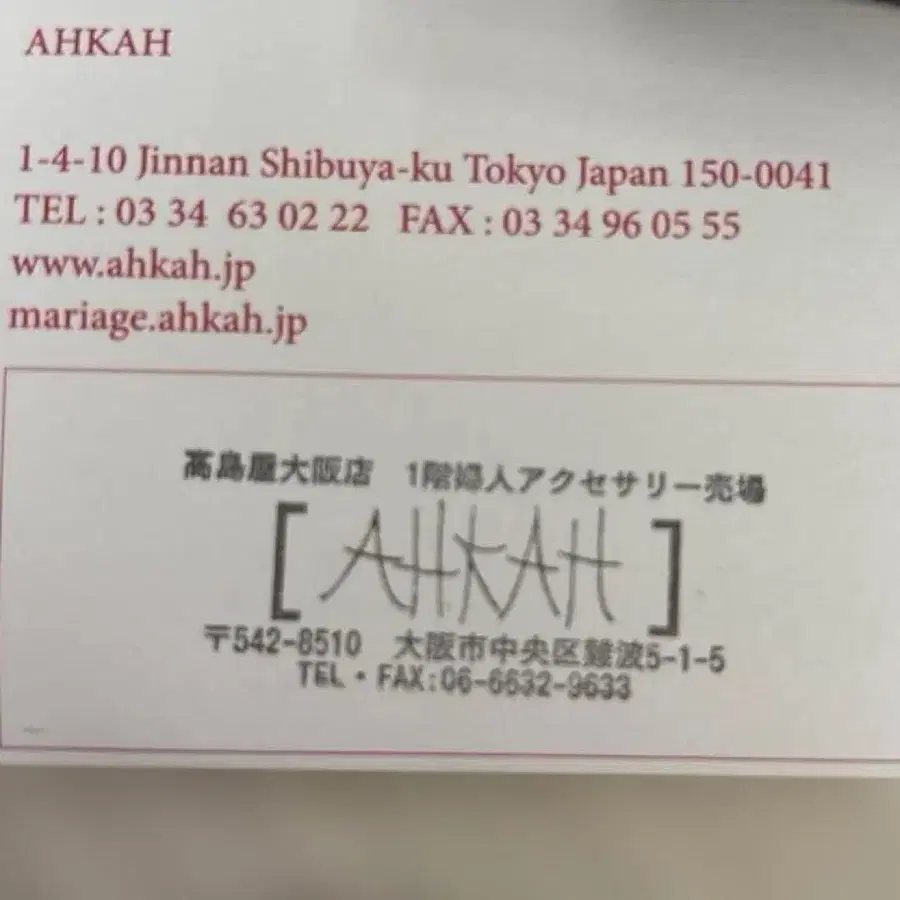 AHKAH
1-4-10 Jinnan Shibuya-ku Tokyo Japan 150-0041
TEL : 03 34 63 02 22 FAX : 03 34 96 05 55
www.ahkah.jp
mariage.ahkah.jp
髙島屋大阪店 1階婦人アクセサリー売場
[AHKAH]
〒542-8510 大阪市中央区難波5-1-5
TEL・FAX:06-6632-9633